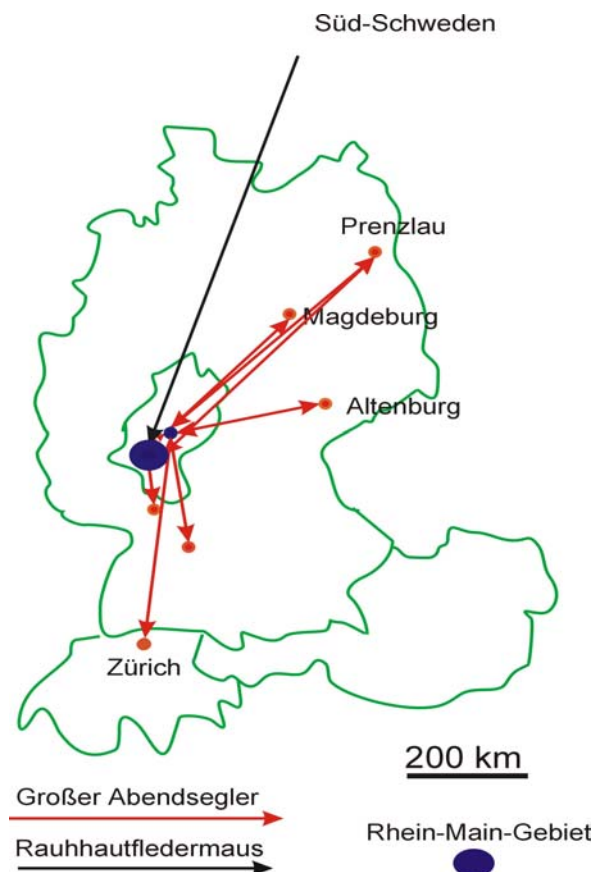 Süd-Schweden
Prenzlau
Magdeburg
Altenburg
Zürich
200 km
Großer Abendsegler
Rhein-Main-Gebiet
Rauhhautfledermaus